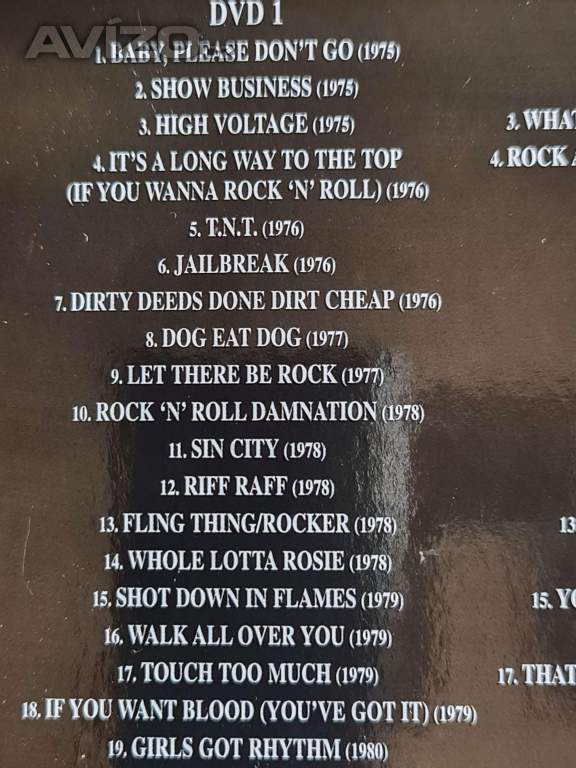 Avízo
DVD 1
1. BABY, PLEASE DON'T GO (1975)
2. SHOW BUSINESS (1975)
3. HIGH VOLTAGE (1975)
3. WHAT
4. IT'S A LONG WAY TO THE TOP
4. ROCK A
(IF YOU WANNA ROCK 'N' ROLL) (1976)
5. T.N.T. (1976)
6. JAILBREAK (1976)
7. DIRTY DEEDS DONE DIRT CHEAP (1976)
8. DOG EAT DOG (1977)
9. LET THERE BE ROCK (1977)
10. ROCK 'N' ROLL DAMNATION (1978)
11. SIN CITY (1978)
12. RIFF RAFF (1978)
13. FLING THING/ROCKER (1978)
13.
14. WHOLE LOTTA ROSIE (1978)
15. SHOT DOWN IN FLAMES (1979)
15. YO
16. WALK ALL OVER YOU (1979)
17. TOUCH TOO MUCH (1979)
17. THAT
18. IF YOU WANT BLOOD (YOU'VE GOT IT) (1979)
19. GIRLS GOT RHYTHM (1980)